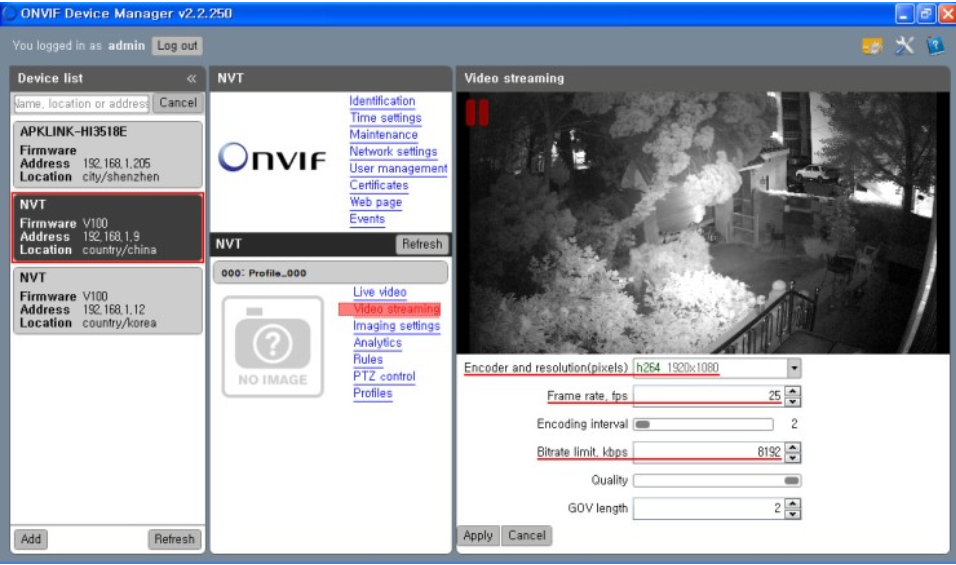 ONVIF Device Manager v2.2.250
You logged in as admin Log out
Device list «
Name, location or address Cancel
APKLINK-HI3518E
Firmware
Address 192,168,1,205
Location city/shenzhen
NVT
Firmware V100
Address 192,168,1,9
Location country/china
NVT
Firmware V100
Address 192,168,1,12
Location country/korea
Add Refresh
NVT
ONVIF
Identification
Time settings
Maintenance
Network settings
User management
Certificates
Web page
Events
NVT Refresh
000: Profile_000
NO IMAGE
Live video
Video streaming
Imaging settings
Analytics
Rules
PTZ control
Profiles
Video streaming
Encoder and resolution(pixels) h264 1920x1080
Frame rate, fps 25
Encoding interval 2
Bitrate limit, kbps 8192
Quality
GOV length 2
Apply Cancel